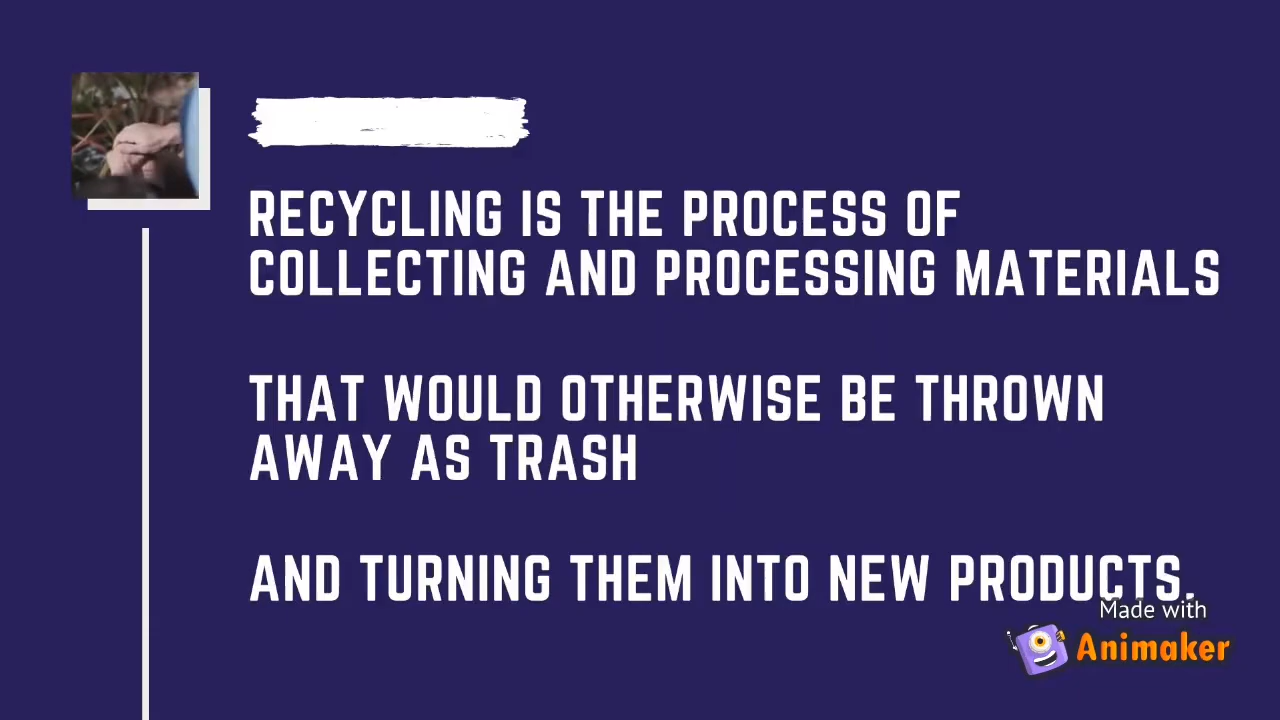 RECYCLING IS THE PROCESS OF
COLLECTING AND PROCESSING MATERIALS
THAT WOULD OTHERWISE BE THROWN
AWAY AS TRASH
AND TURNING THEM INTO NEW PRODUCTS.
Made with
Animaker